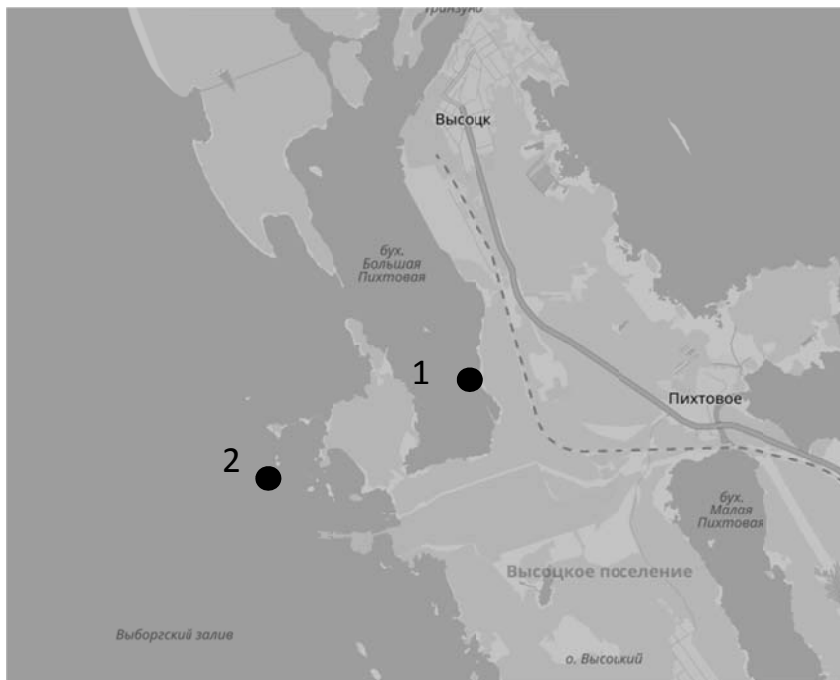 Высоцк
бух.
Большая
Пихтовая
1
Пихтовое
2
бух.
Малая
Пихтовая
Высоцкое поселение
Выборгский залив
о. Высоцкий